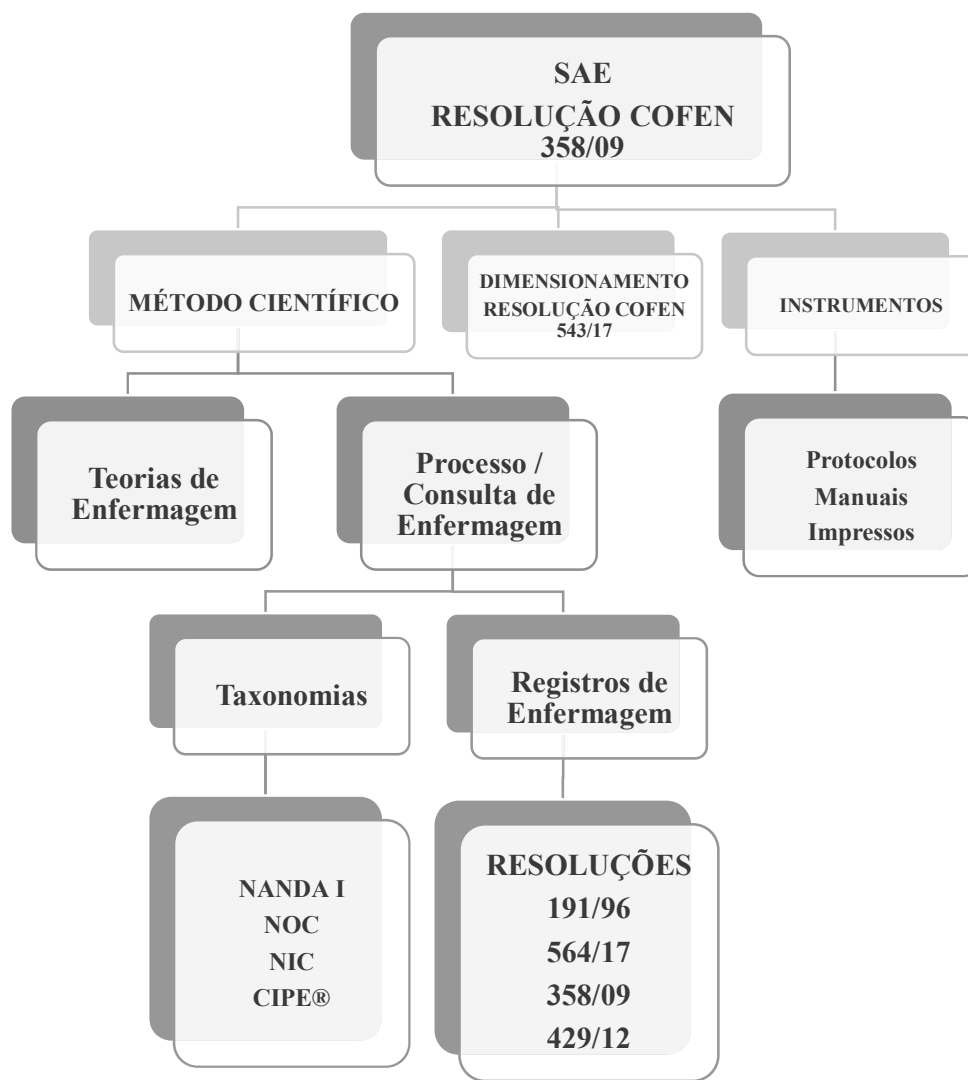 SAE
RESOLUÇÃO COFEN
358/09
MÉTODO CIENTÍFICO
DIMENSIONAMENTO
RESOLUÇÃO COFEN
543/17
INSTRUMENTOS
Teorias de
Enfermagem
Processo /
Consulta de
Enfermagem
Protocolos
Manuais
Impressos
Taxonomias
Registros de
Enfermagem
NANDA I
NOC
NIC
CIPE®
RESOLUÇÕES
191/96
564/17
358/09
429/12